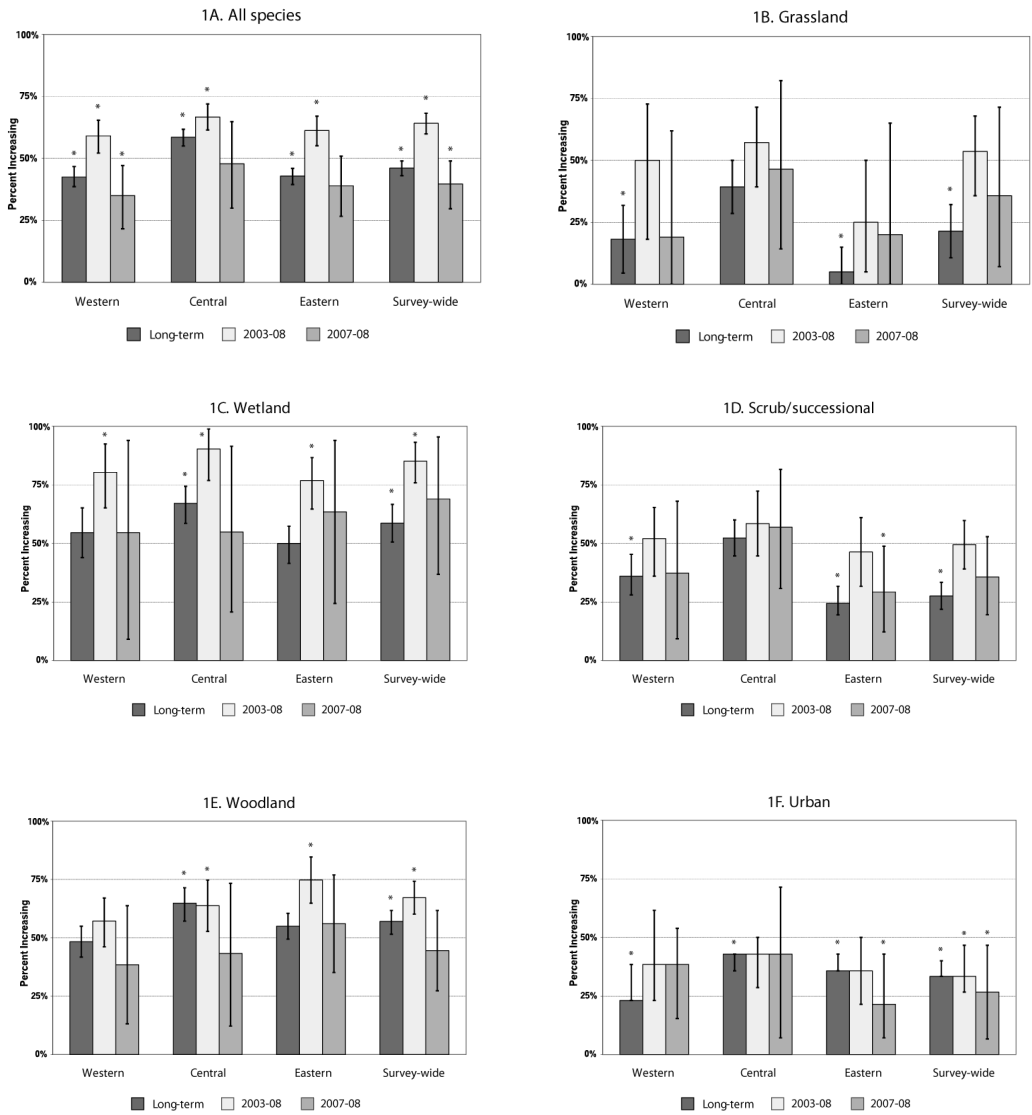 1A. All species
100%
75%
50%
25%
0%
Percent Increasing
* * * * * * * * * *
Western Central Eastern Survey-wide
Long-term 2003-08 2007-08
1B. Grassland
100%
75%
50%
25%
0%
Percent Increasing
* * *
Western Central Eastern Survey-wide
Long-term 2003-08 2007-08
1C. Wetland
100%
75%
50%
25%
0%
Percent Increasing
* * * * * *
Western Central Eastern Survey-wide
Long-term 2003-08 2007-08
1D. Scrub/successional
100%
75%
50%
25%
0%
Percent Increasing
* * * *
Western Central Eastern Survey-wide
Long-term 2003-08 2007-08
1E. Woodland
100%
75%
50%
25%
0%
Percent Increasing
* * * * *
Western Central Eastern Survey-wide
Long-term 2003-08 2007-08
1F. Urban
100%
75%
50%
25%
0%
Percent Increasing
* * * * * * *
Western Central Eastern Survey-wide
Long-term 2003-08 2007-08